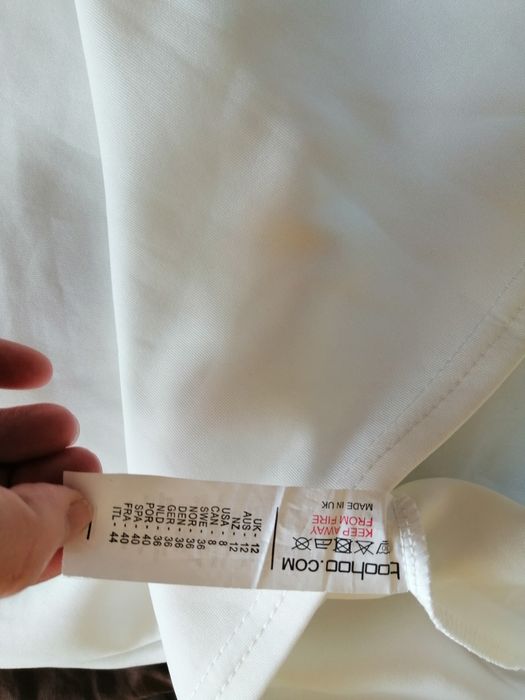 boohoo.COM
KEEP AWAY
FROM FIRE
MADE IN UK
UK - 12
AUS - 12
NZ - 12
USA - 8
CAN - 8
SWE - 36
NOR - 36
DEN - 36
GER - 36
NLD - 36
POR - 40
SPA - 40
FRA - 40
ITL - 44